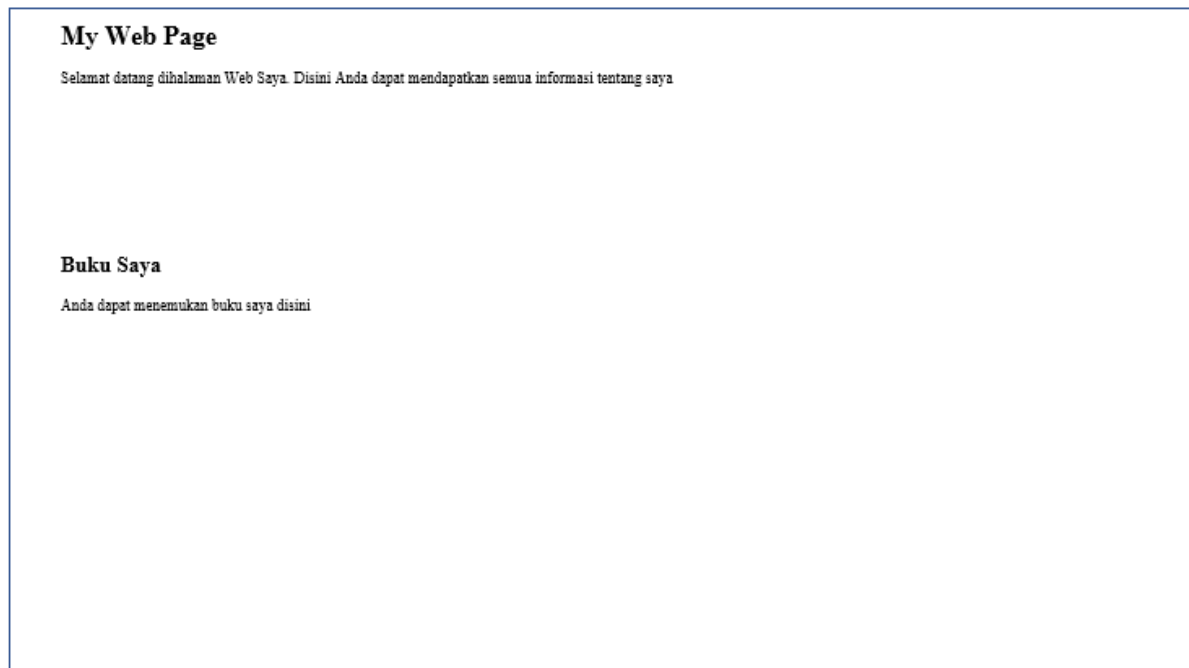 My Web Page
Selamat datang dihalaman Web Saya. Disini Anda dapat mendapatkan semua informasi tentang saya
Buku Saya
Anda dapat menemukan buku saya disini